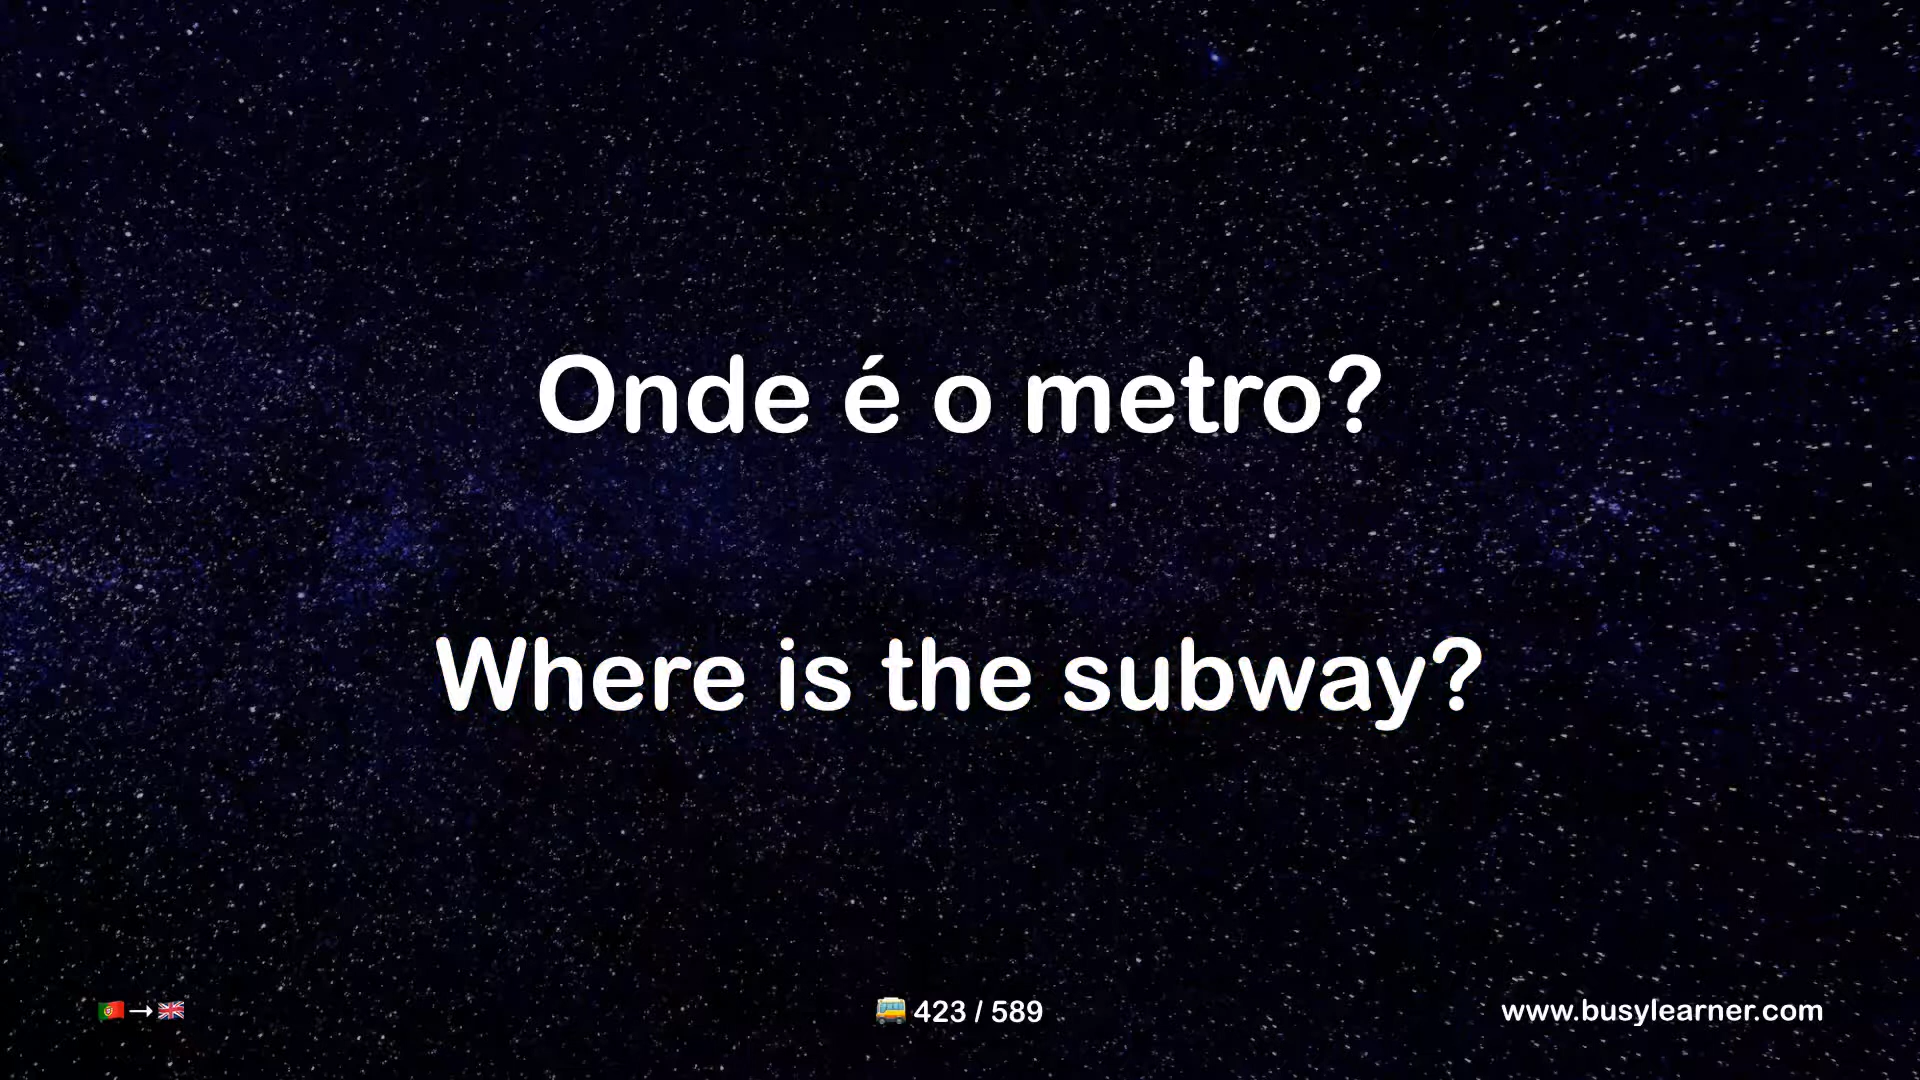 Onde é o metro?
Where is the subway?
→
423 / 589
www.busylearner.com